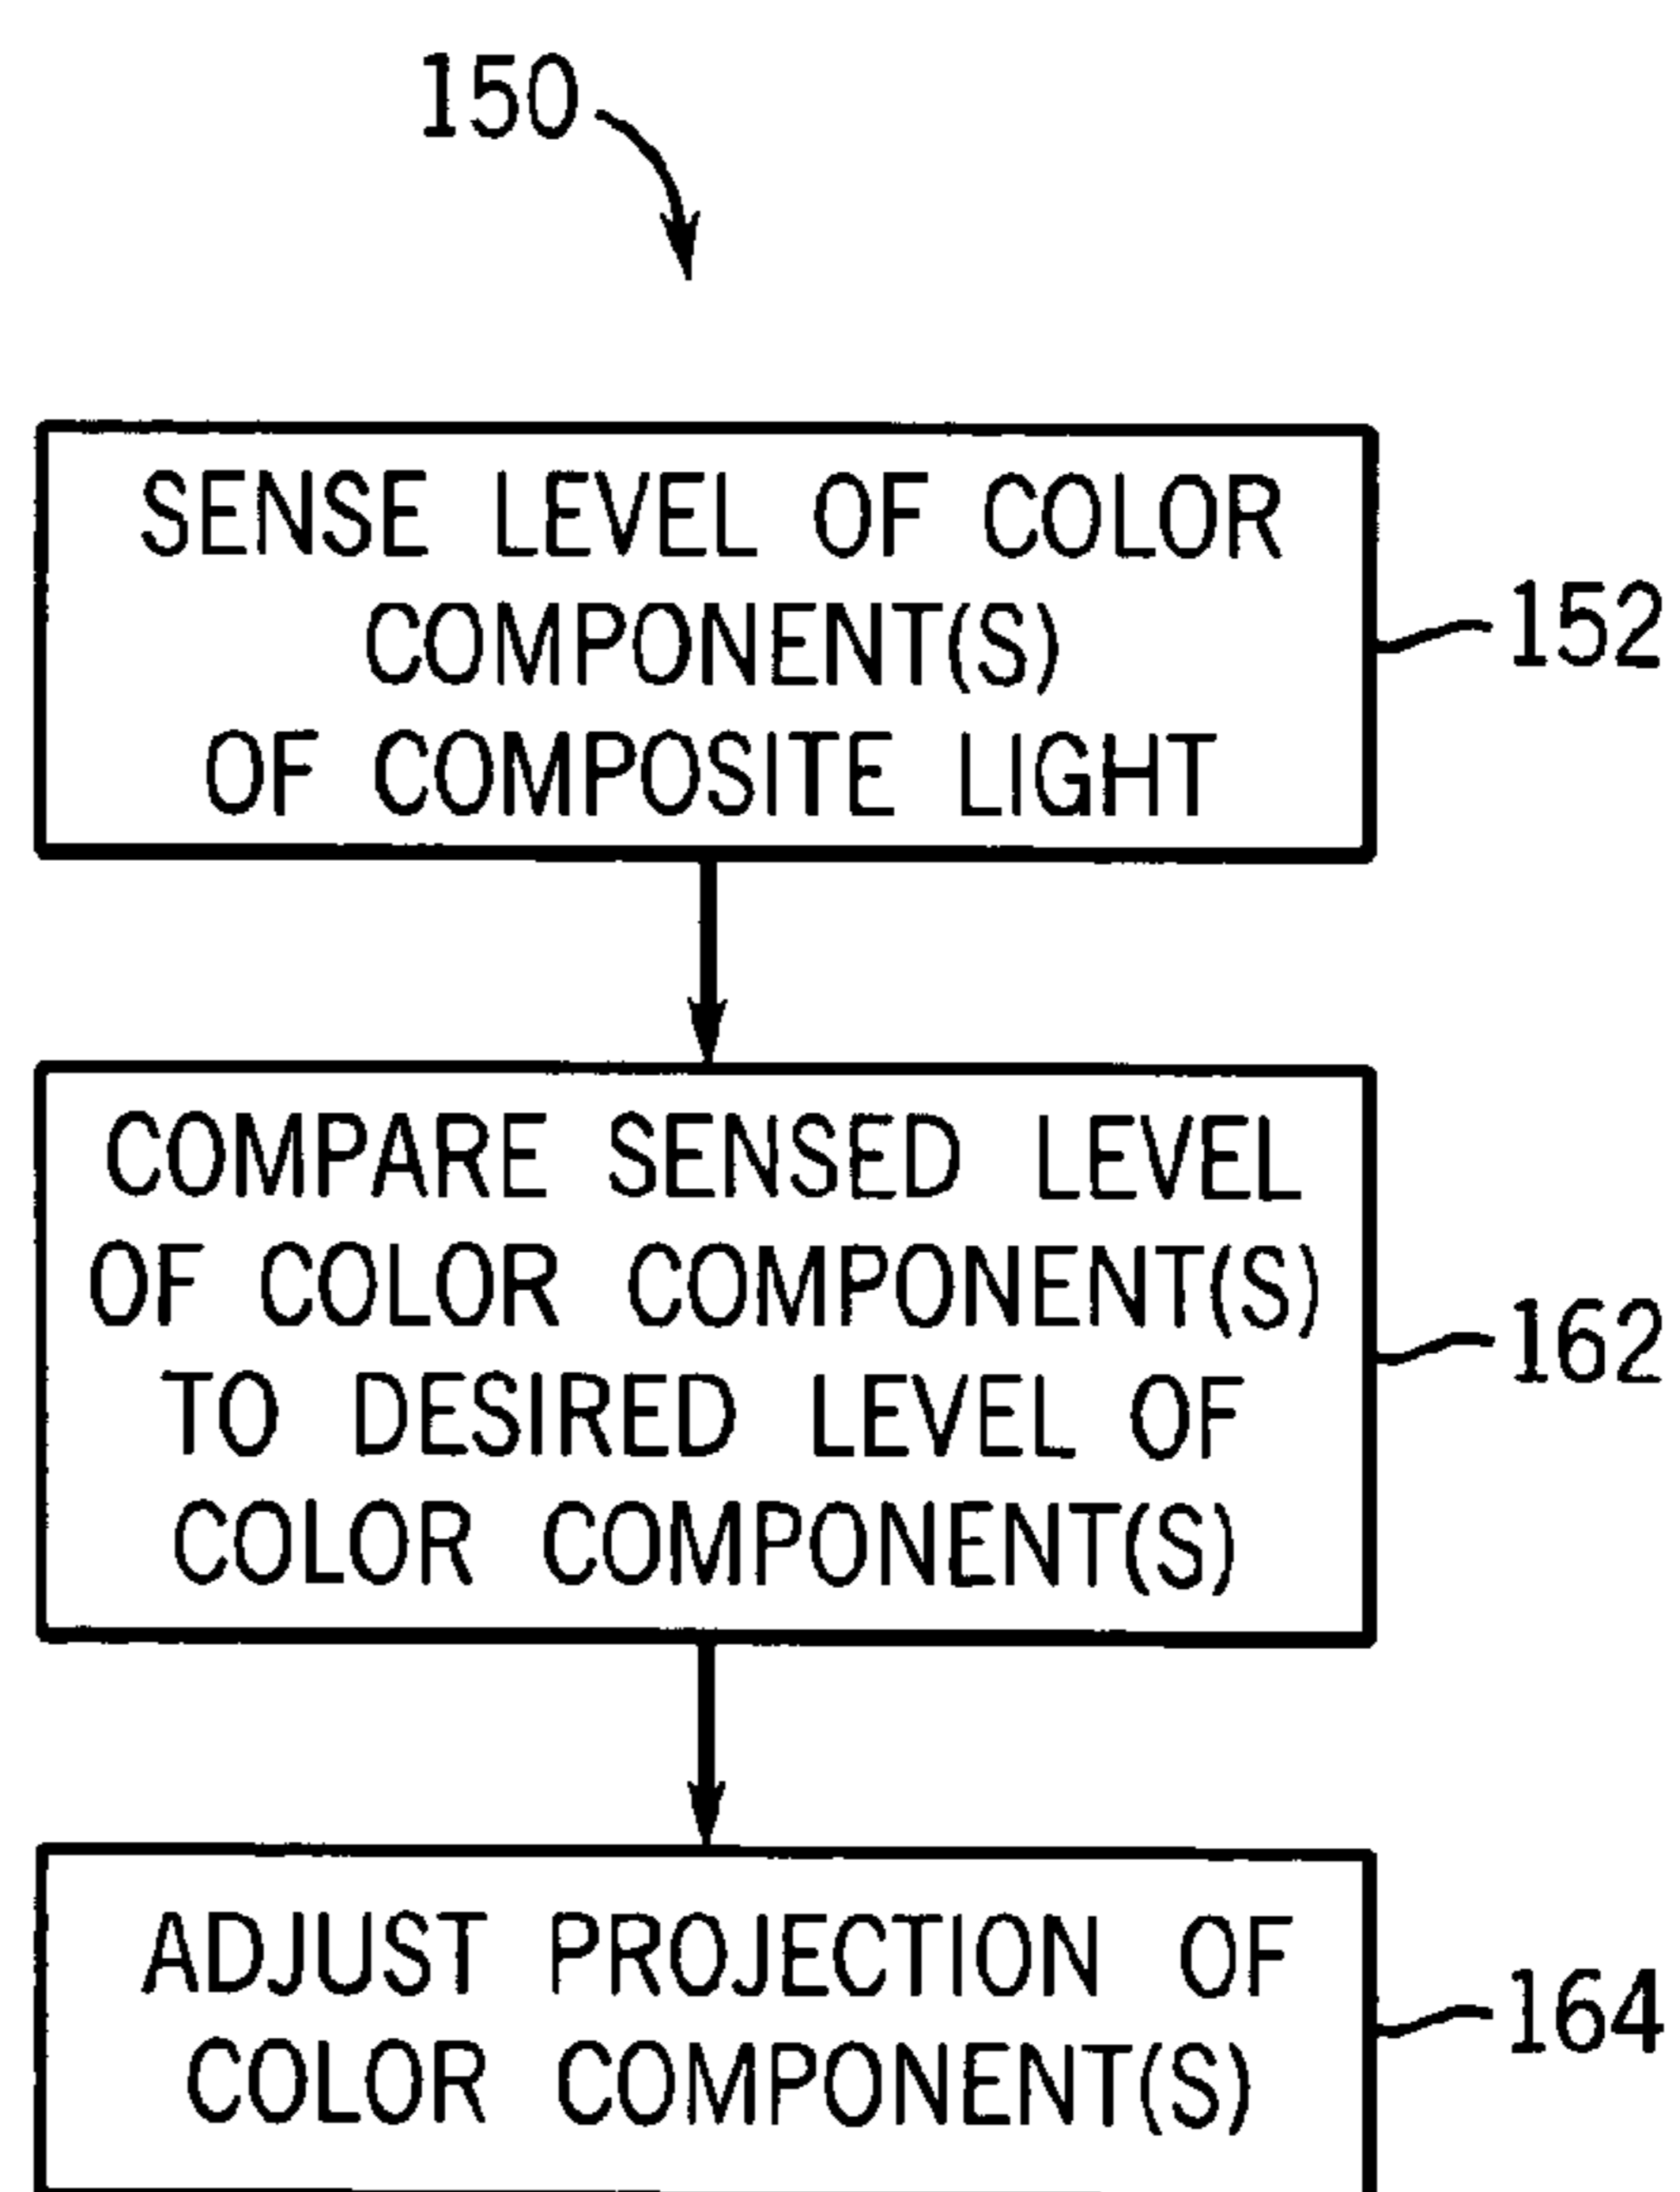 150
SENSE LEVEL OF COLOR
COMPONENT(S)
OF COMPOSITE LIGHT
152
COMPARE SENSED LEVEL
OF COLOR COMPONENT(S)
TO DESIRED LEVEL OF
COLOR COMPONENT(S)
162
ADJUST PROJECTION OF
COLOR COMPONENT(S)
164